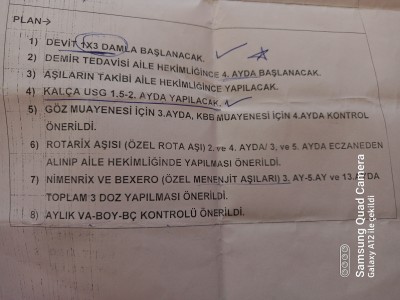 PLAN→
1) DEVİT 1X3 DAMLA BAŞLANACAK.
2) DEMİR TEDAVİSİ AİLE HEKİMLİĞİNCE 4. AYDA BAŞLANACAK.
3) AŞILARIN TAKİBİ AİLE HEKİMLİĞİNCE YAPILACAK.
4) KALÇA USG 1.5-2. AYDA YAPILACAK.
5) GÖZ MUAYENESİ İÇİN 3.AYDA, KBB MUAYENESİ İÇİN 4.AYDA KONTROL
ÖNERİLDİ.
6) ROTARİX AŞISI (ÖZEL ROTA AŞI) 2. ve 4. AYDA/ 3. ve 5. AYDA ECZANEDEN
ALINIP AİLE HEKİMLİĞİNDE YAPILMASI ÖNERİLDİ.
7) NİMENRİX VE BEXERO (ÖZEL MENENJİT AŞILARI) 3. AY-5.AY ve 13.AYDA
TOPLAM 3 DOZ YAPILMASI ÖNERİLDİ.
8) AYLIK VA-BOY-BÇ KONTROLÜ ÖNERİLDİ.
Samsung Quad Camera
Galaxy A12 ile çekildi